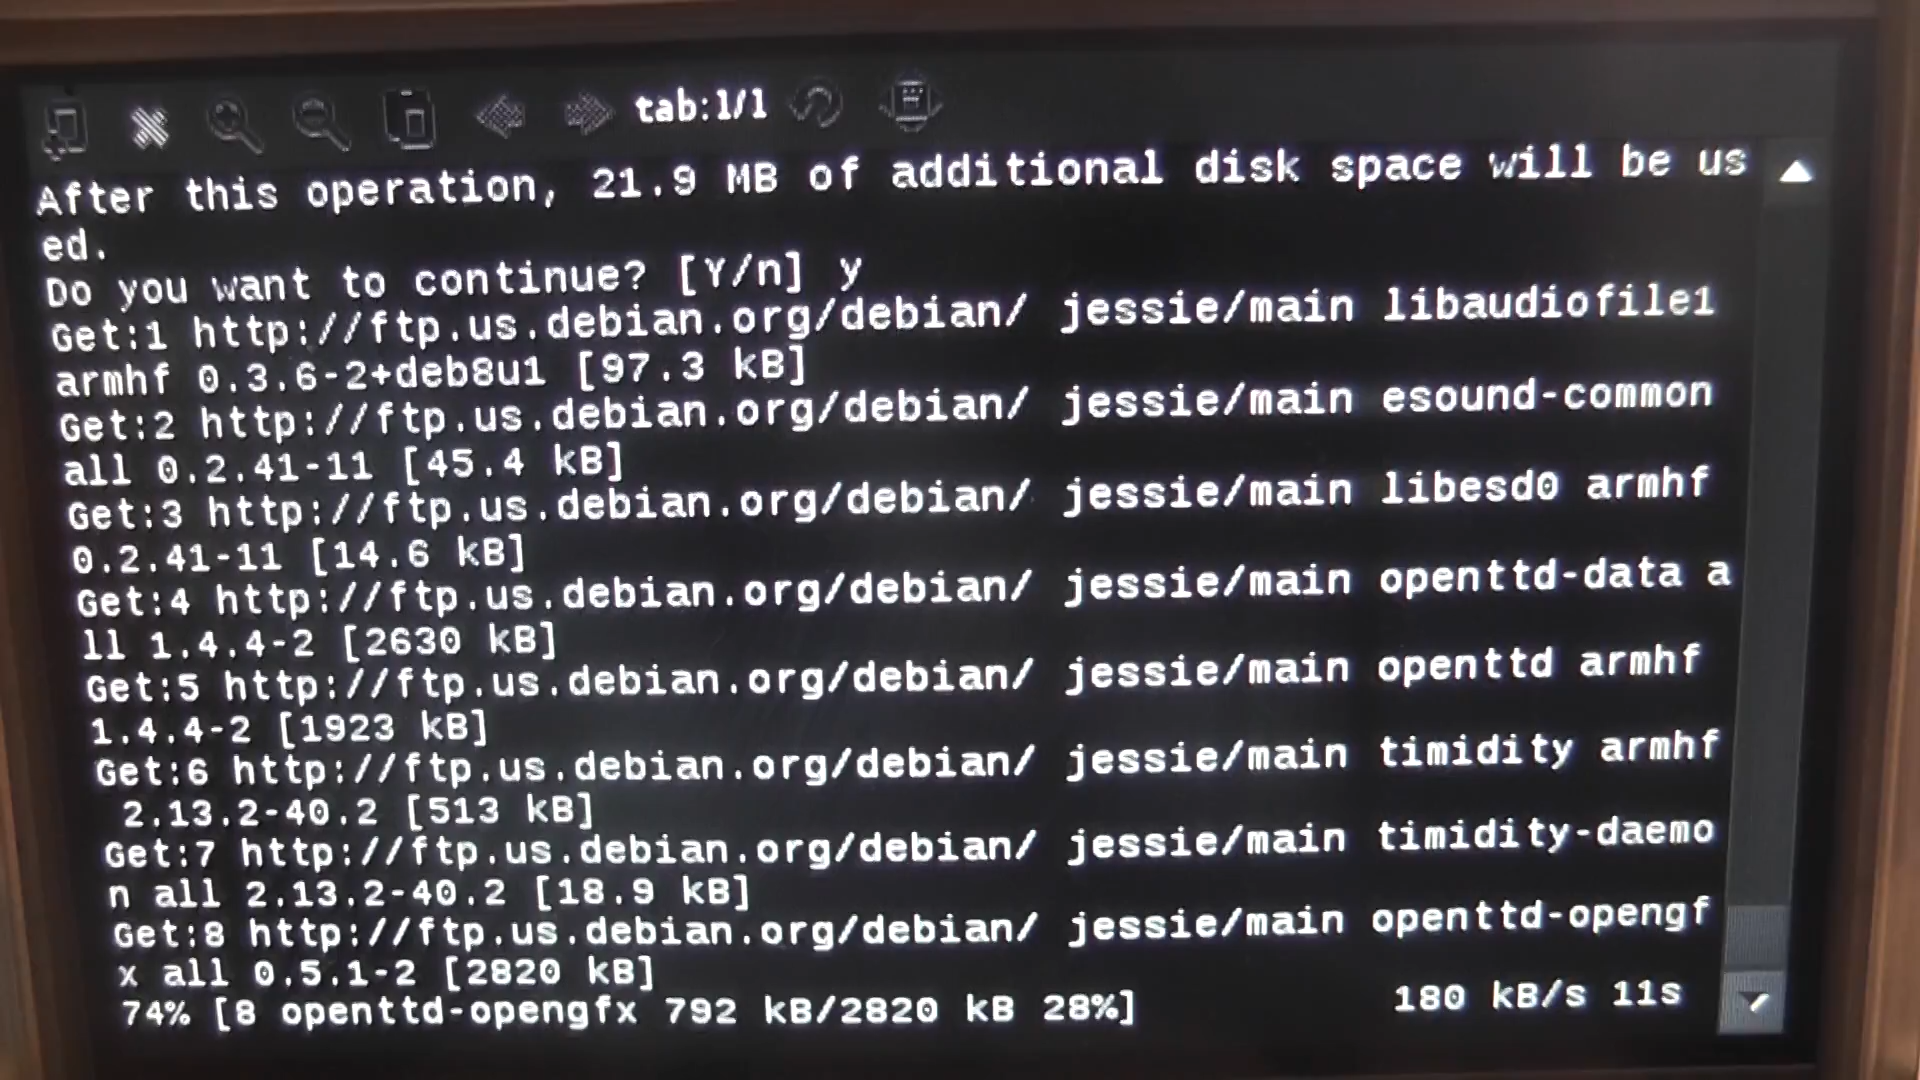 tab:1/1
After this operation, 21.9 MB of additional disk space will be us
ed.
Do you want to continue? [Y/n] y
Get:1 http://ftp.us.debian.org/debian/ jessie/main libaudiofile1
armhf 0.3.6-2+deb8u1 [97.3 kB]
Get:2 http://ftp.us.debian.org/debian/ jessie/main esound-common
all 0.2.41-11 [45.4 kB]
Get:3 http://ftp.us.debian.org/debian/ jessie/main libesd0 armhf
0.2.41-11 [14.6 kB]
Get:4 http://ftp.us.debian.org/debian/ jessie/main openttd-data a
ll 1.4.4-2 [2630 kB]
Get:5 http://ftp.us.debian.org/debian/ jessie/main openttd armhf
1.4.4-2 [1923 kB]
Get:6 http://ftp.us.debian.org/debian/ jessie/main timidity armhf
2.13.2-40.2 [513 kB]
Get:7 http://ftp.us.debian.org/debian/ jessie/main timidity-daemo
n all 2.13.2-40.2 [18.9 kB]
Get:8 http://ftp.us.debian.org/debian/ jessie/main openttd-opengf
x all 0.5.1-2 [2820 kB]
74% [8 openttd-opengfx 792 kB/2820 kB 28%] 180 kB/s 11s